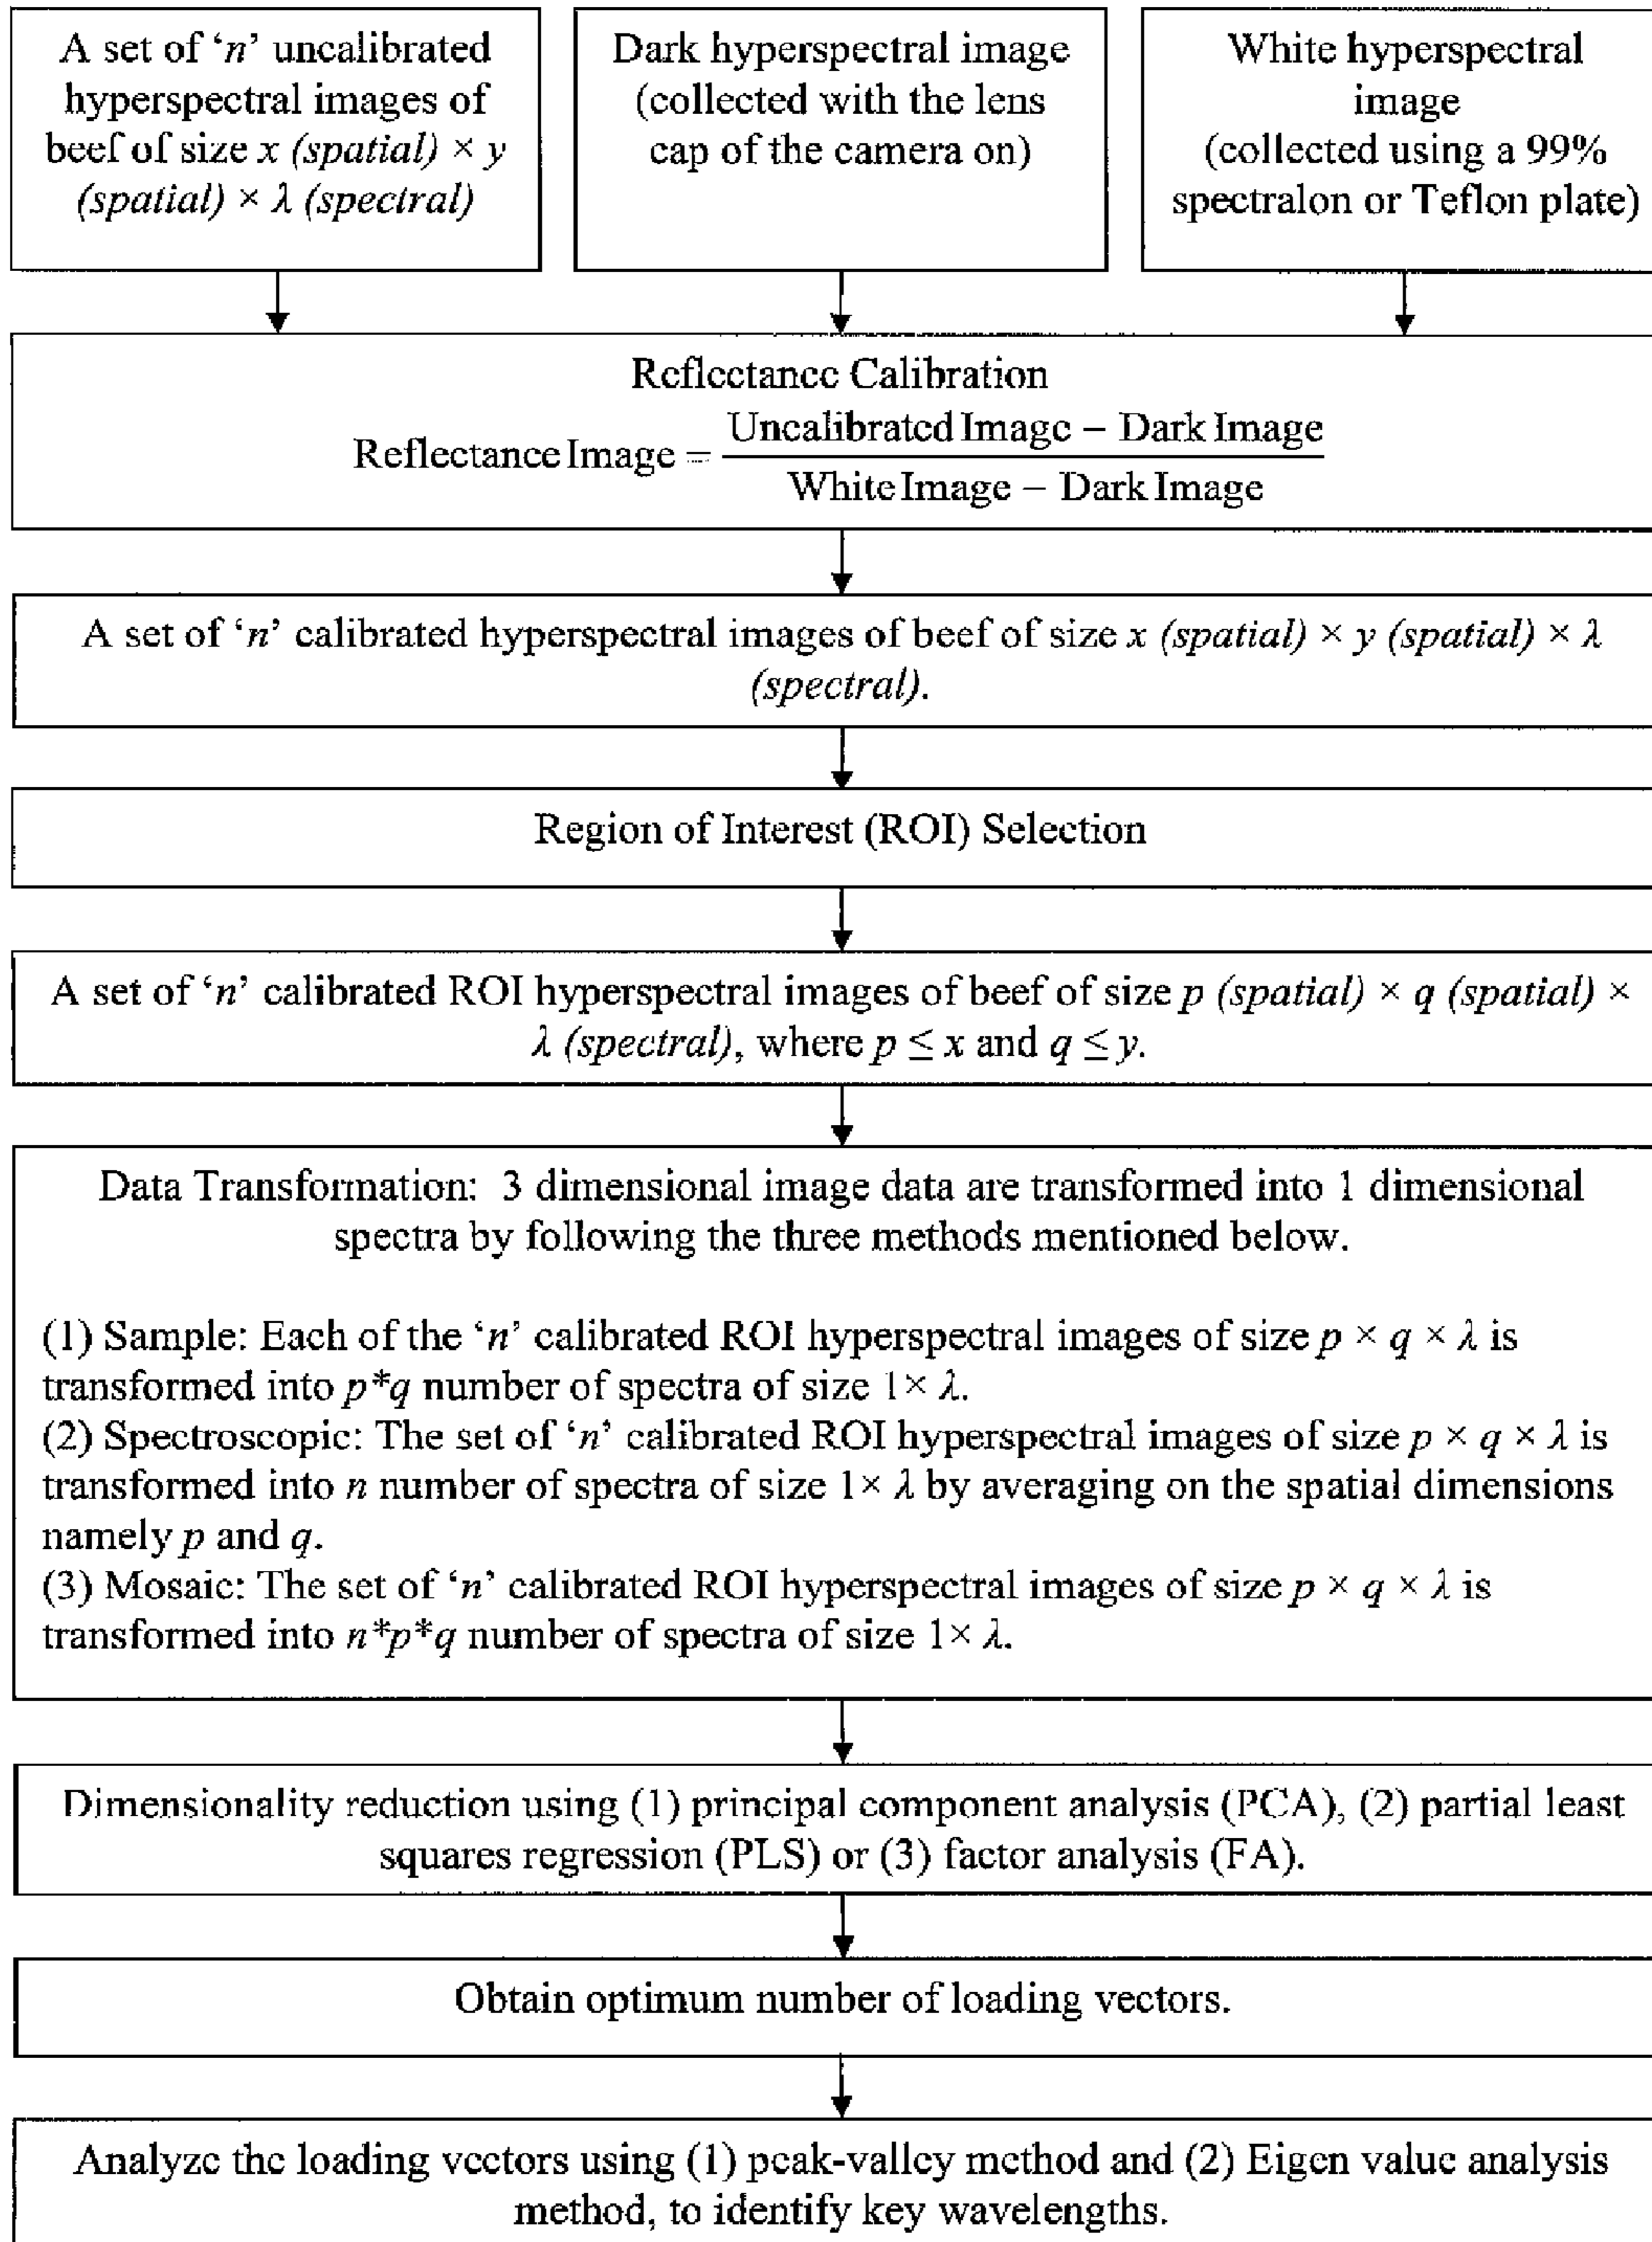 A set of ‘n’ uncalibrated
hyperspectral images of
beef of size x (spatial) × y
(spatial) × λ (spectral)
Dark hyperspectral image
(collected with the lens
cap of the camera on)
White hyperspectral
image
(collected using a 99%
spectralon or Teflon plate)
Reflectance Calibration
Reflectance Image =
Uncalibrated Image − Dark Image
White Image − Dark Image
A set of ‘n’ calibrated hyperspectral images of beef of size x (spatial) × y (spatial) × λ
(spectral).
Region of Interest (ROI) Selection
A set of ‘n’ calibrated ROI hyperspectral images of beef of size p (spatial) × q (spatial) ×
λ (spectral), where p ≤ x and q ≤ y.
Data Transformation: 3 dimensional image data are transformed into 1 dimensional
spectra by following the three methods mentioned below.
(1) Sample: Each of the ‘n’ calibrated ROI hyperspectral images of size p × q × λ is
transformed into p*q number of spectra of size 1× λ.
(2) Spectroscopic: The set of ‘n’ calibrated ROI hyperspectral images of size p × q × λ is
transformed into n number of spectra of size 1× λ by averaging on the spatial dimensions
namely p and q.
(3) Mosaic: The set of ‘n’ calibrated ROI hyperspectral images of size p × q × λ is
transformed into n*p*q number of spectra of size 1× λ.
Dimensionality reduction using (1) principal component analysis (PCA), (2) partial least
squares regression (PLS) or (3) factor analysis (FA).
Obtain optimum number of loading vectors.
Analyze the loading vectors using (1) peak-valley method and (2) Eigen value analysis
method, to identify key wavelengths.